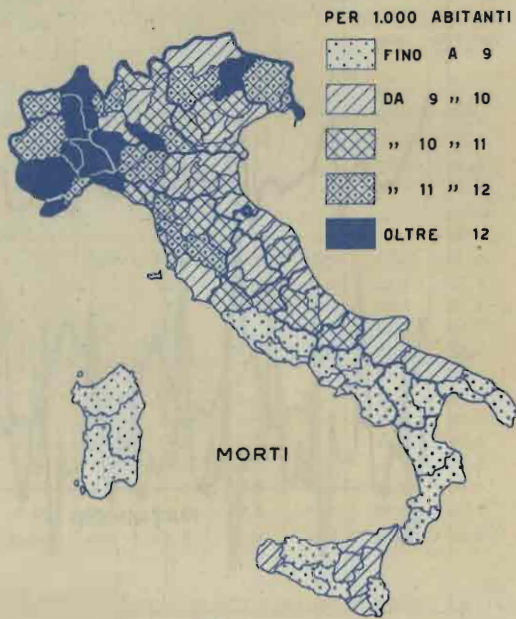 PER 1.000 ABITANTI
FINO A 9
DA 9 „ 10
„ 10 „ 11
„ 11 „ 12
OLTRE 12
MORTI